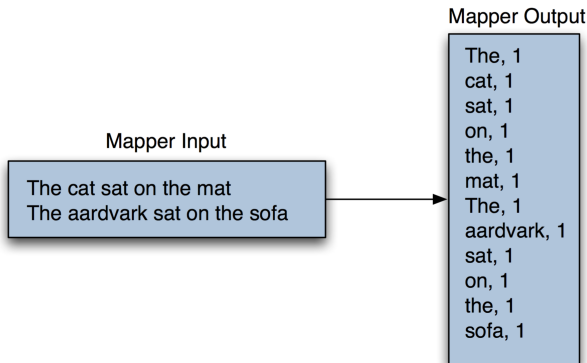 Mapper Output
The, 1
cat, 1
sat, 1
on, 1
the, 1
mat, 1
The, 1
aardvark, 1
sat, 1
on, 1
the, 1
sofa, 1
Mapper Input
The cat sat on the mat
The aardvark sat on the sofa